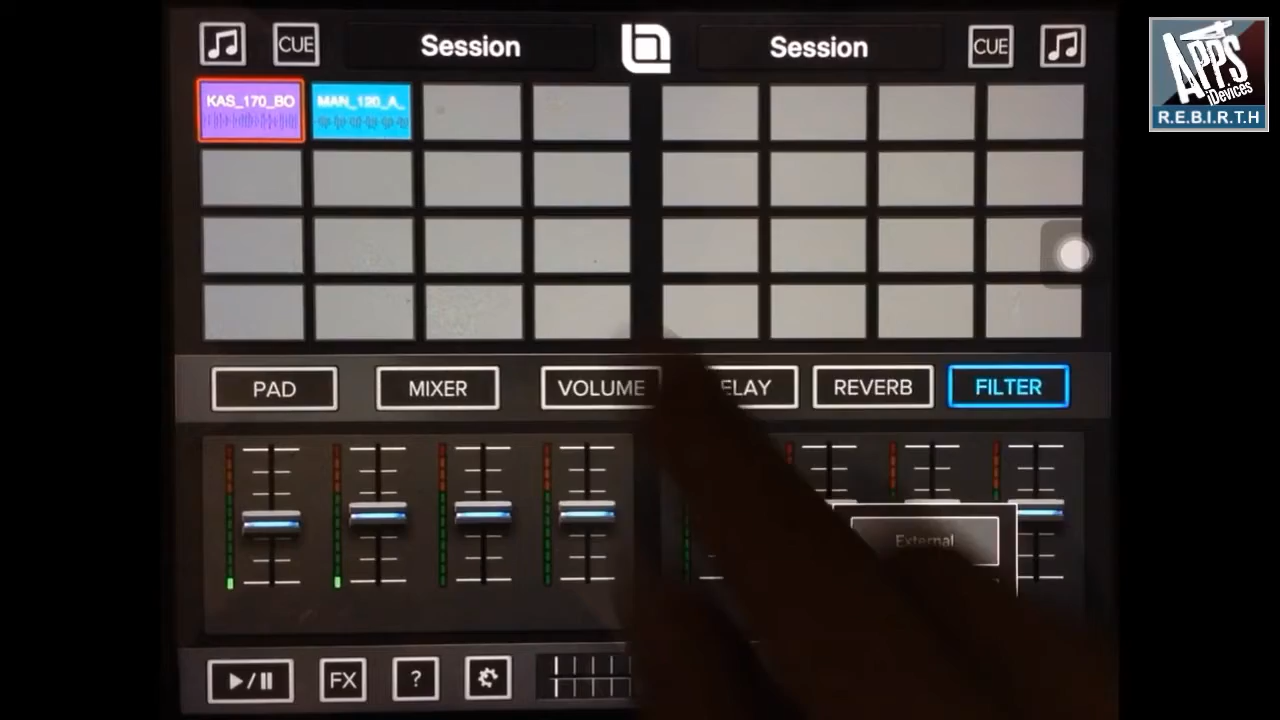 CUE
Session
Session
CUE
APPS
iDevices
R.E.B.I.R.T.H
KAS_170_BO
MAN_120_A_
PAD
MIXER
VOLUME
ELAY
REVERB
FILTER
External
FX
?